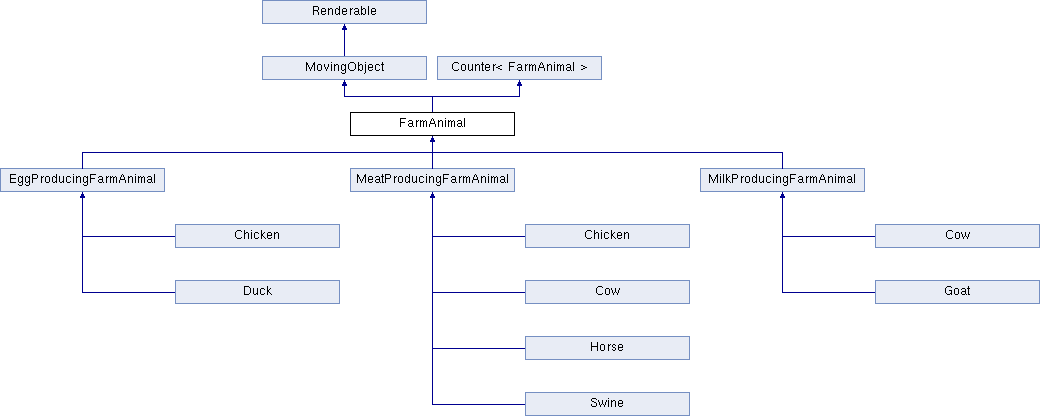 Renderable
MovingObject
Counter< FarmAnimal >
FarmAnimal
EggProducingFarmAnimal
MeatProducingFarmAnimal
MilkProducingFarmAnimal
Chicken
Chicken
Cow
Duck
Cow
Goat
Horse
Swine